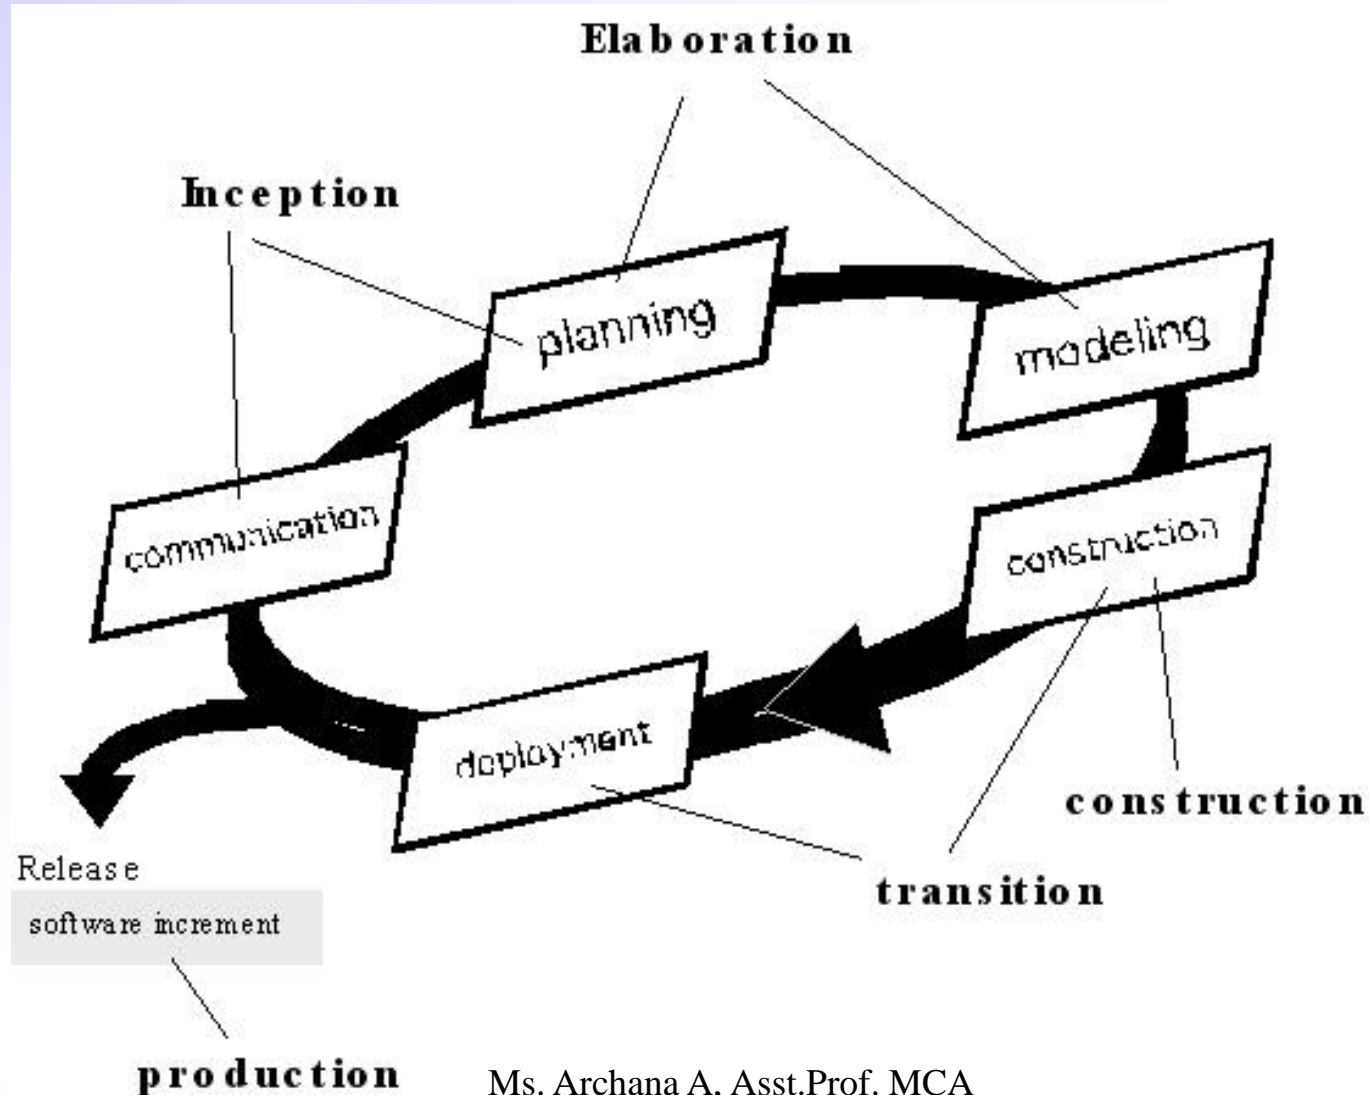 Elaboration
Inception
planning
modeling
communication
construction
deployment
construction
Release
transition
software increment
production
Ms. Archana A, Asst.Prof. MCA